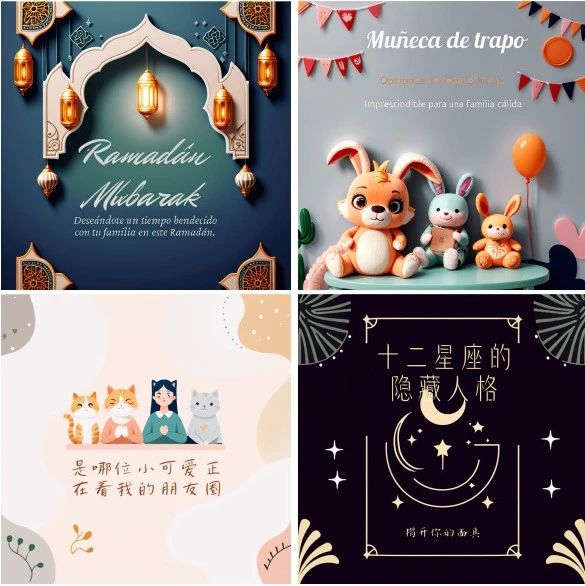 Ramadán
Mubarak
Deseándote un tiempo bendecido
con tu familia en este Ramadán.
Muñeca de trapo
Imprescindible para una familia cálida
是哪位小可爱正
在看我的朋友圈
十二星座的
隐藏人格
揭开你的面具